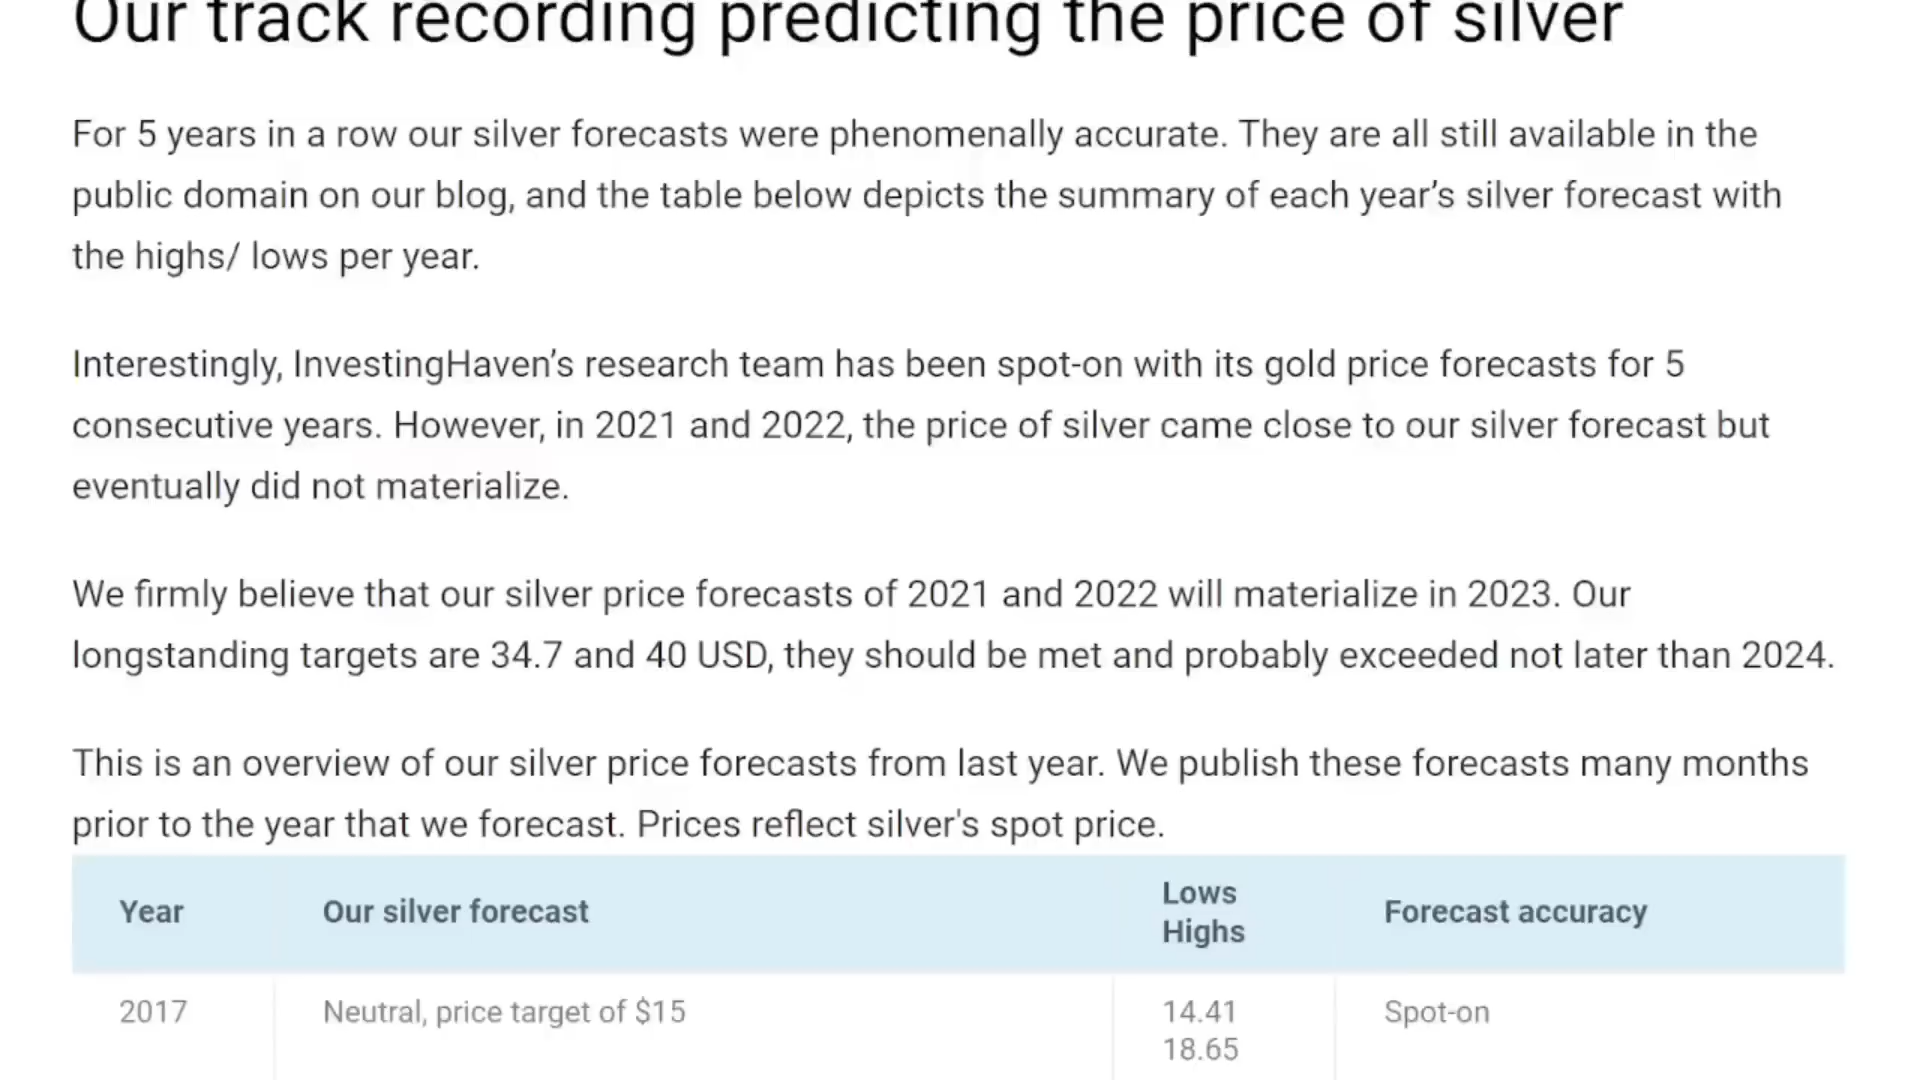 Our track recording predicting the price of silver
For 5 years in a row our silver forecasts were phenomenally accurate. They are all still available in the
public domain on our blog, and the table below depicts the summary of each year’s silver forecast with
the highs/ lows per year.
Interestingly, InvestingHaven’s research team has been spot-on with its gold price forecasts for 5
consecutive years. However, in 2021 and 2022, the price of silver came close to our silver forecast but
eventually did not materialize.
We firmly believe that our silver price forecasts of 2021 and 2022 will materialize in 2023. Our
longstanding targets are 34.7 and 40 USD, they should be met and probably exceeded not later than 2024.
This is an overview of our silver price forecasts from last year. We publish these forecasts many months
prior to the year that we forecast. Prices reflect silver's spot price.
Year Our silver forecast Lows Forecast accuracy
Highs
2017 Neutral, price target of $15 14.41 Spot-on
18.65